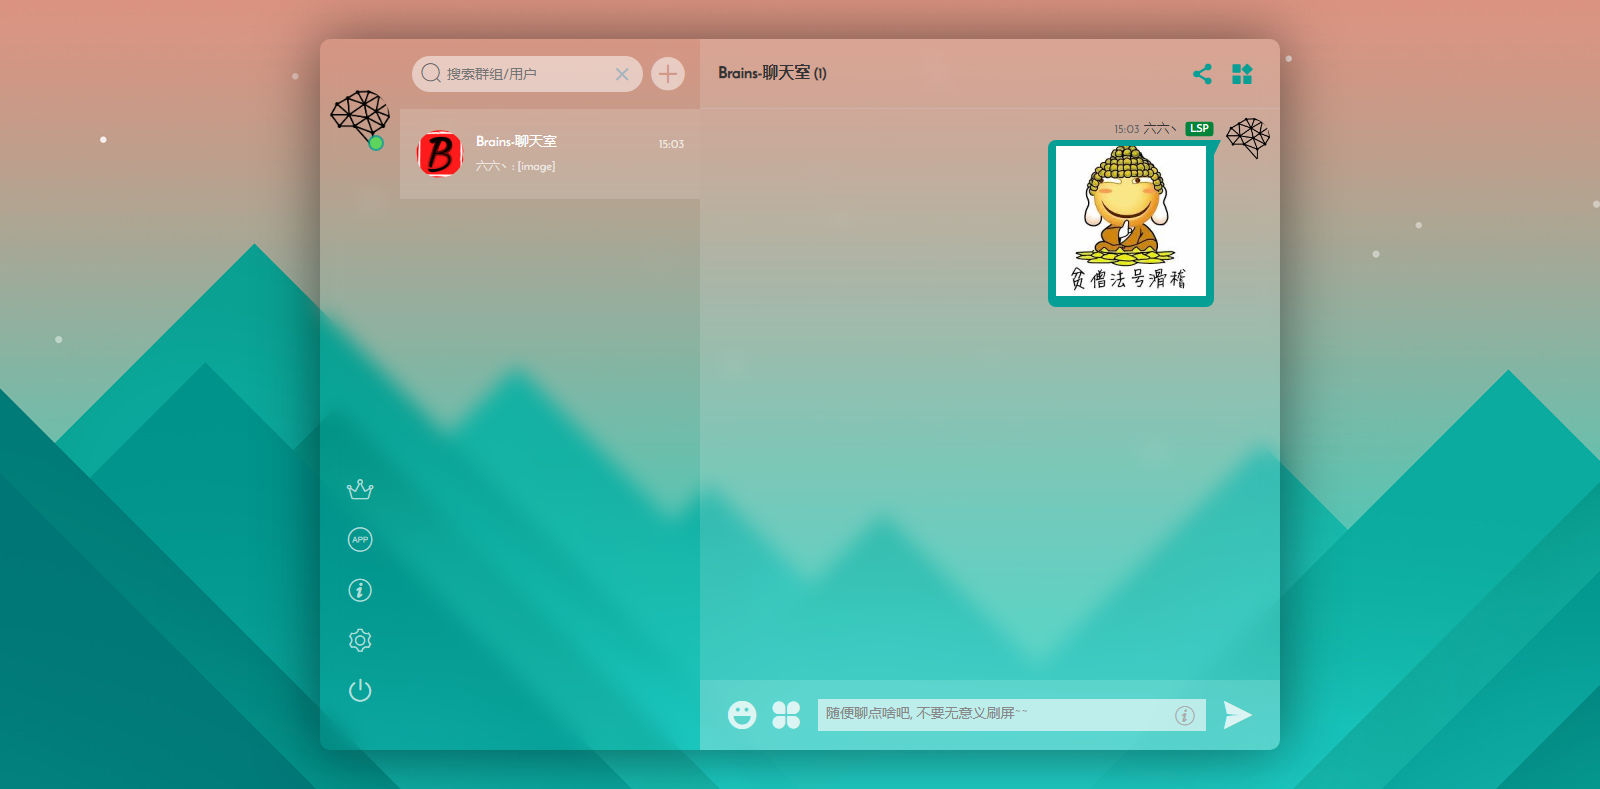 搜索群组/用户
Brains-聊天室 (1)
B
Brains-聊天室
15:03
六六丶 : [image]
15:03 六六丶 LSP
贫僧法号滑稽
APP
随便聊点啥吧, 不要无意义刷屏~~